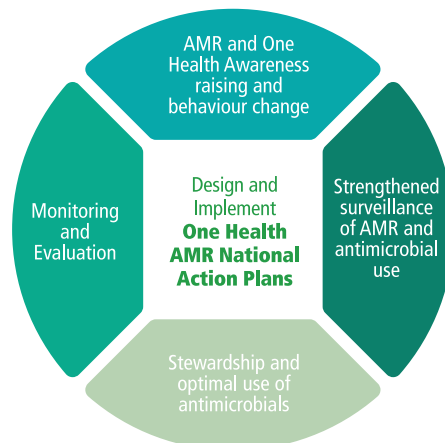 AMR and One
Health Awareness
raising and
behaviour change
Monitoring
and
Evaluation
Design and
Implement
One Health
AMR National
Action Plans
Strengthened
surveillance
of AMR and
antimicrobial
use
Stewardship and
optimal use of
antimicrobials